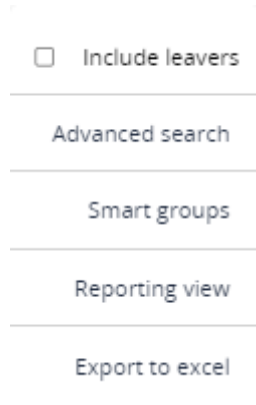 Include leavers
Advanced search
Smart groups
Reporting view
Export to excel